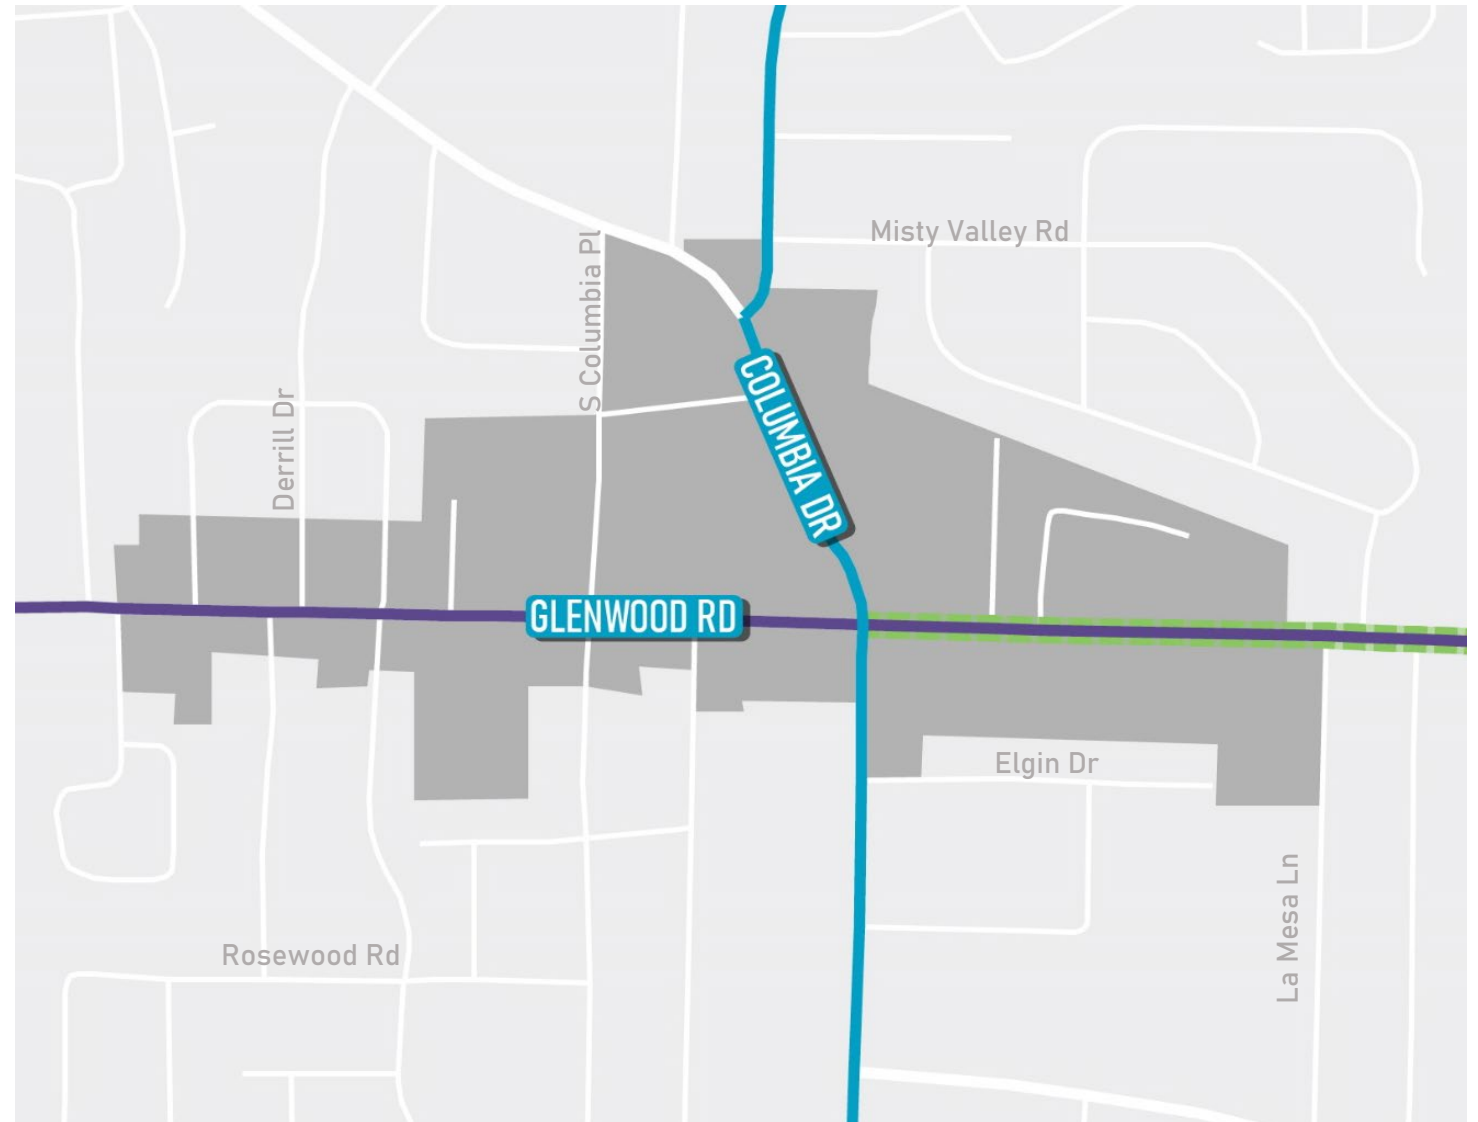 Misty Valley Rd
S Columbia Pl
COLUMBIA DR
Derrill Dr
GLENWOOD RD
Elgin Dr
La Mesa Ln
Rosewood Rd